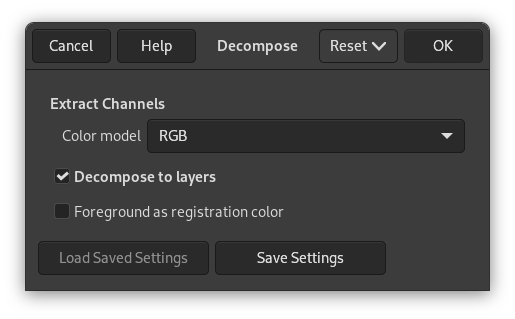 Cancel Help Decompose Reset OK
Extract Channels
Color model RGB
Decompose to layers
Foreground as registration color
Load Saved Settings Save Settings